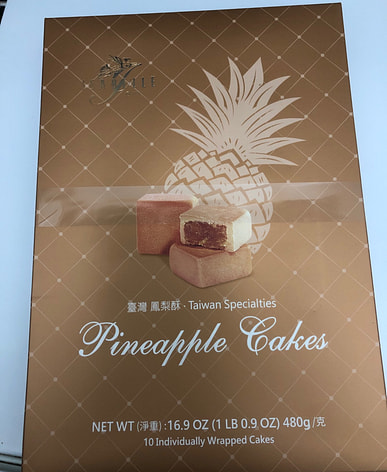 臺灣 鳳梨酥 · Taiwan Specialties
Pineapple Cakes
NET WT (淨重) :16.9 OZ (1 LB 0.9 OZ) 480g/克
10 Individually Wrapped Cakes